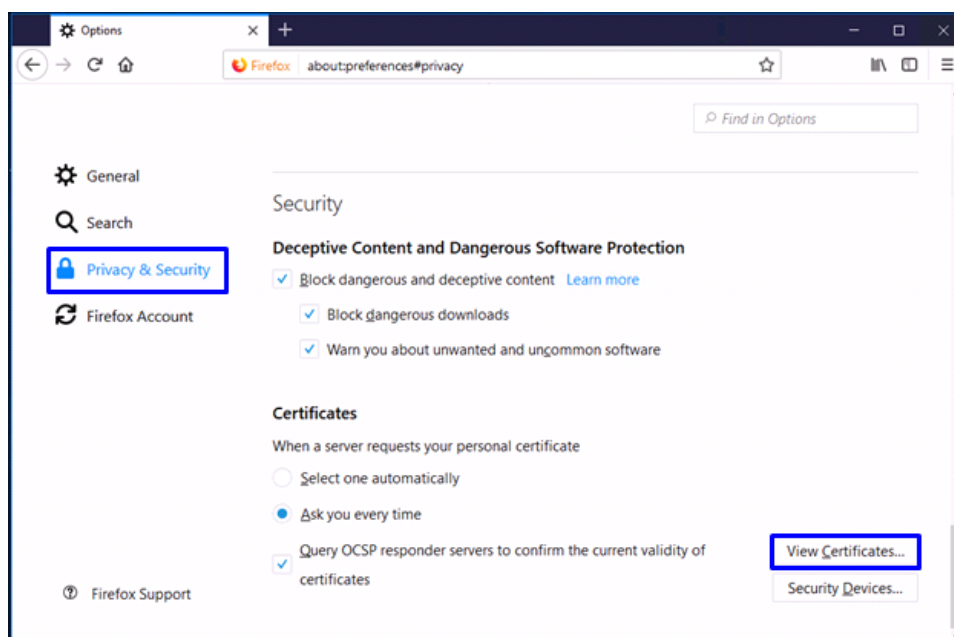 Options
Firefox
about:preferences#privacy
Find in Options
General
Search
Privacy & Security
Firefox Account
Security
Deceptive Content and Dangerous Software Protection
Block dangerous and deceptive content Learn more
Block dangerous downloads
Warn you about unwanted and uncommon software
Certificates
When a server requests your personal certificate
Select one automatically
Ask you every time
Query OCSP responder servers to confirm the current validity of
certificates
View Certificates...
Security Devices...
Firefox Support